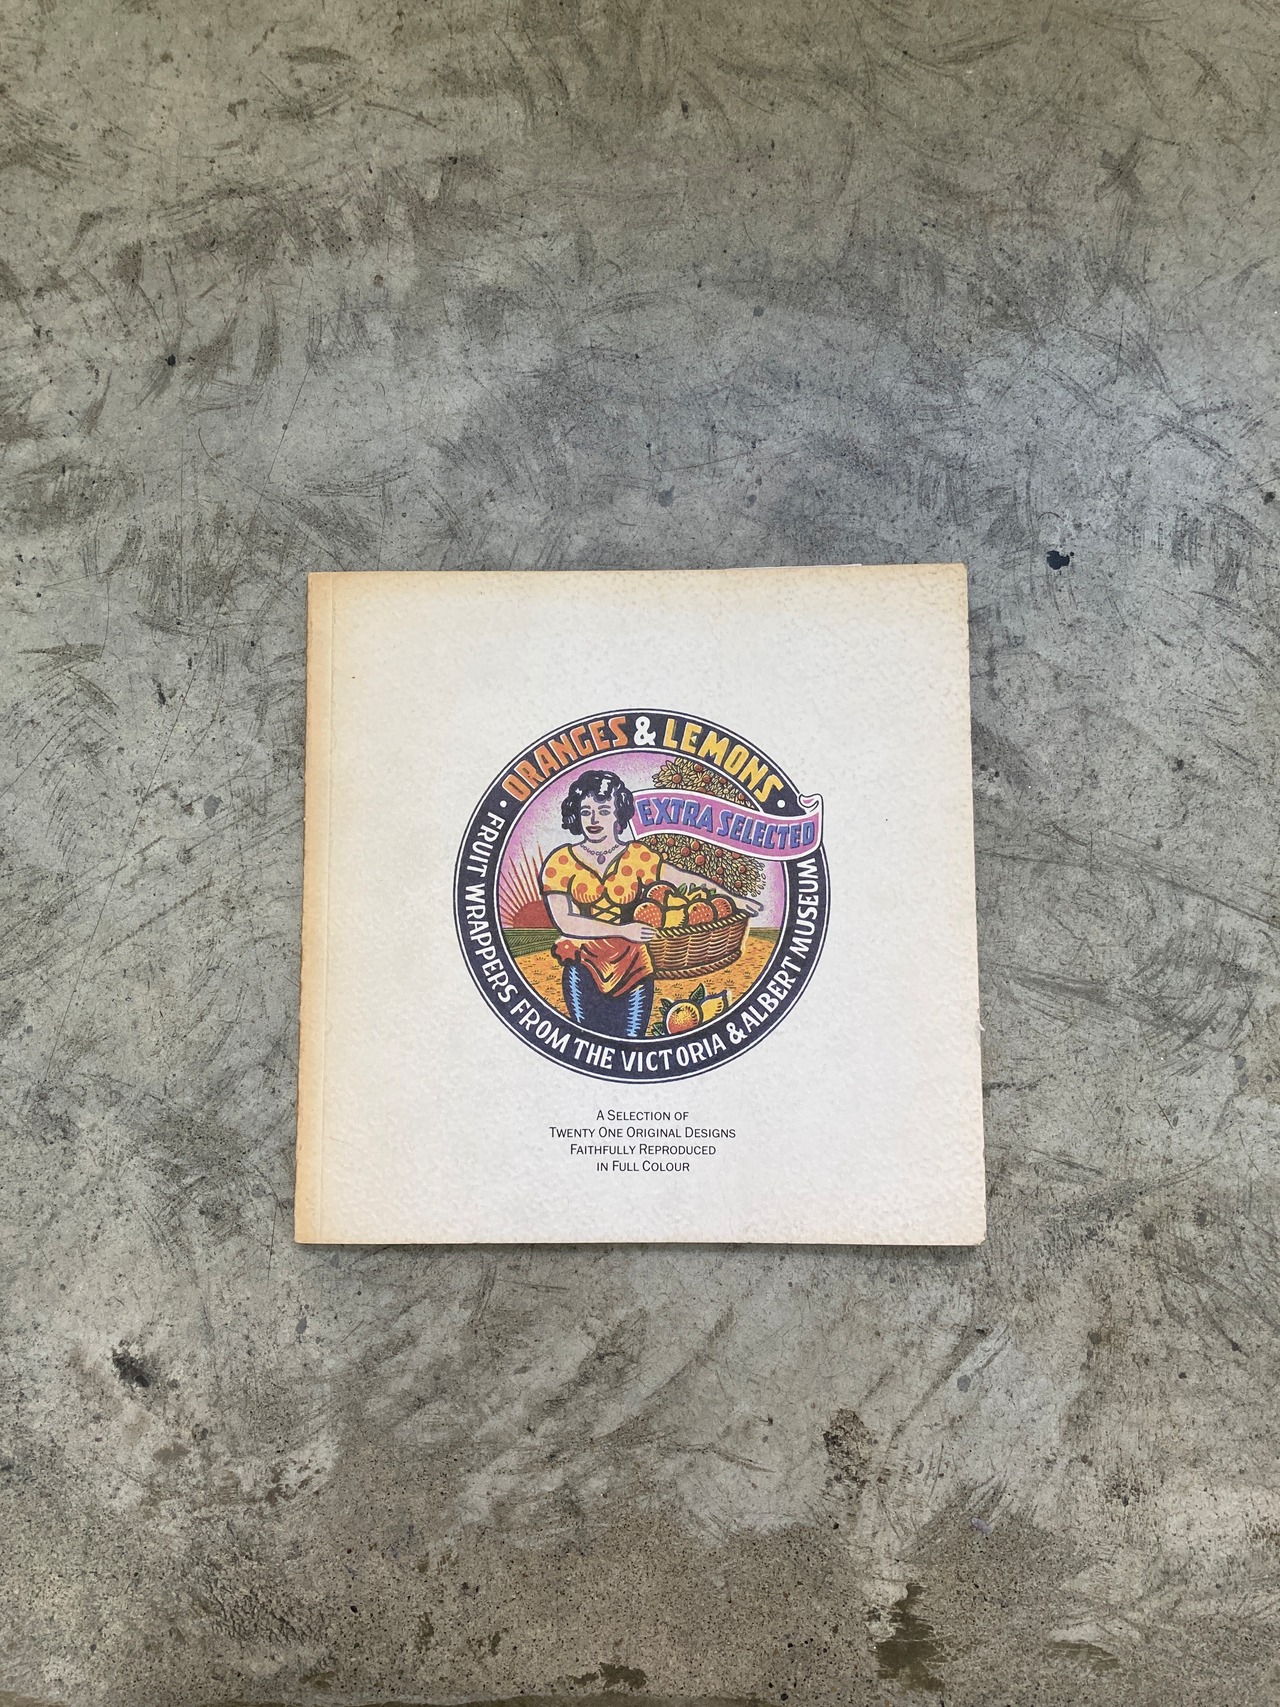 ORANGES & LEMONS
EXTRA SELECTED
FRUIT WRAPPERS FROM THE VICTORIA & ALBERT MUSEUM
A SELECTION OF
TWENTY ONE ORIGINAL DESIGNS
FAITHFULLY REPRODUCED
IN FULL COLOUR